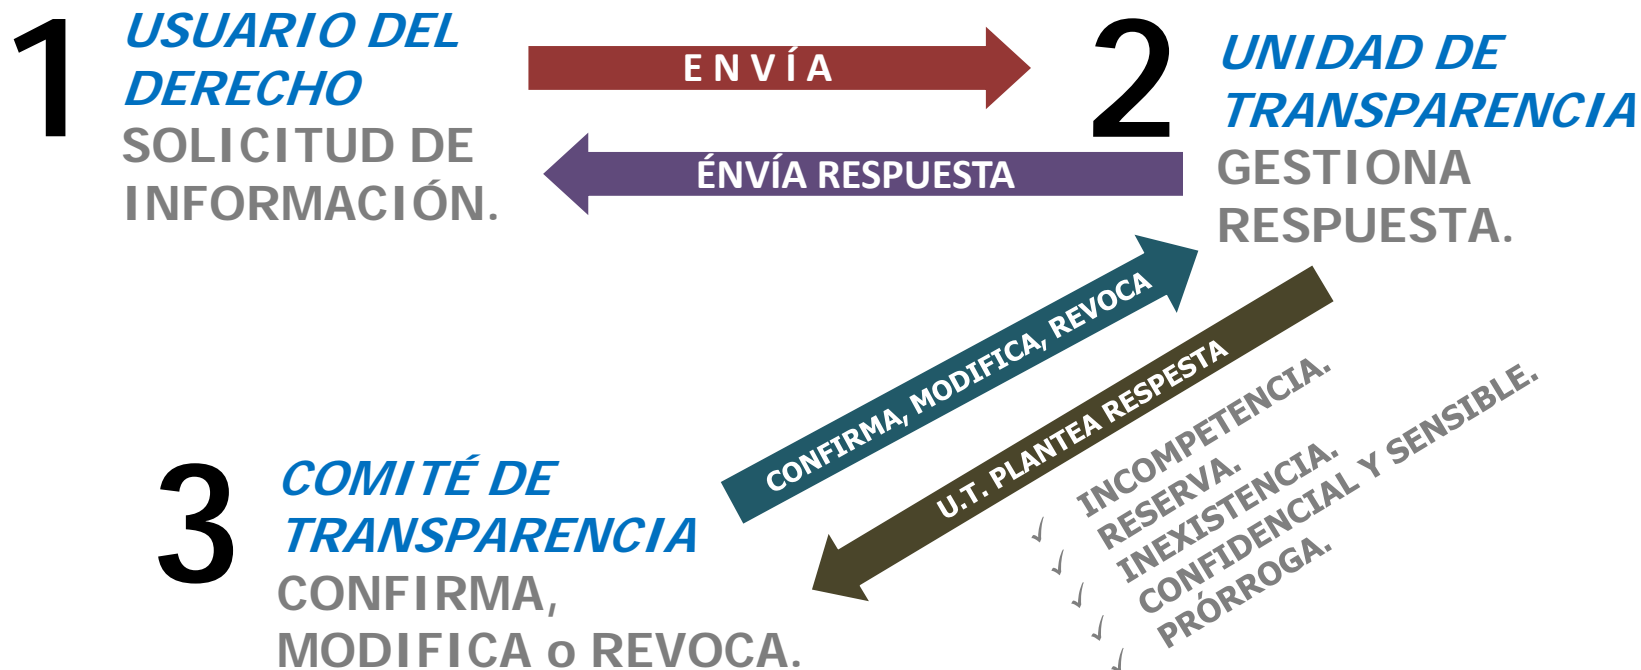 1
USUARIO DEL
DERECHO
SOLICITUD DE
INFORMACIÓN.
ENVÍA
ÉNVÍA RESPUESTA
2
UNIDAD DE
TRANSPARENCIA
GESTIONA
RESPUESTA.
CONFIRMA, MODIFICA, REVOCA
U.T. PLANTEA RESPESTA
✓ INCOMPETENCIA.
✓ RESERVA.
✓ INEXISTENCIA.
✓ CONFIDENCIAL Y SENSIBLE.
✓ PRÓRROGA.
3
COMITÉ DE
TRANSPARENCIA
CONFIRMA,
MODIFICA o REVOCA.